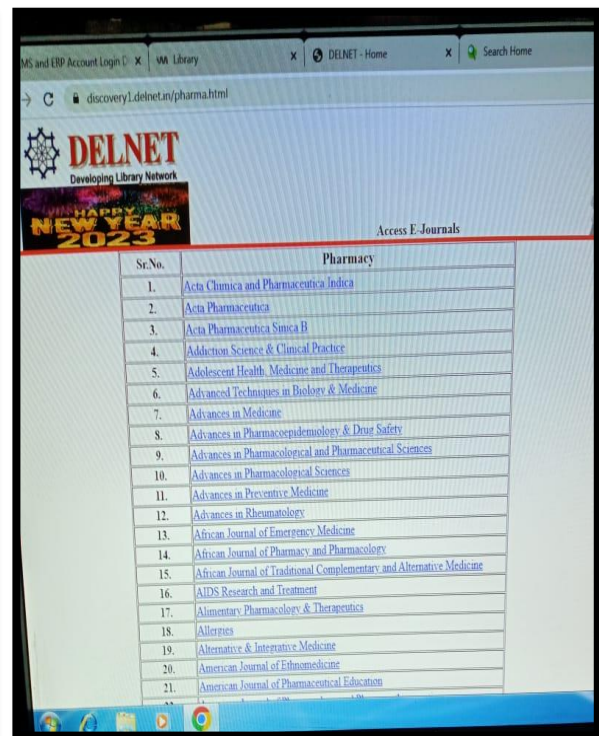 MS and ERP Account Login D x Library x DELNET - Home x Search Home
discovery1.delnet.in/pharma.html
DELNET
Developing Library Network
HAPPY
NEW YEAR
2023
Access E-Journals
Sr.No. Pharmacy
1. Acta Chimica and Pharmaceutica Indica
2. Acta Pharmaceutica
3. Acta Pharmaceutica Sinica B
4. Addiction Science & Clinical Practice
5. Adolescent Health, Medicine and Therapeutics
6. Advanced Techniques in Biology & Medicine
7. Advances in Medicine
8. Advances in Pharmacoepidemiology & Drug Safety
9. Advances in Pharmacological and Pharmaceutical Sciences
10. Advances in Pharmacological Sciences
11. Advances in Preventive Medicine
12. Advances in Rheumatology
13. African Journal of Emergency Medicine
14. African Journal of Pharmacy and Pharmacology
15. African Journal of Traditional Complementary and Alternative Medicine
16. AIDS Research and Treatment
17. Alimentary Pharmacology & Therapeutics
18. Allergies
19. Alternative & Integrative Medicine
20. American Journal of Ethnomedicine
21. American Journal of Pharmaceutical Education